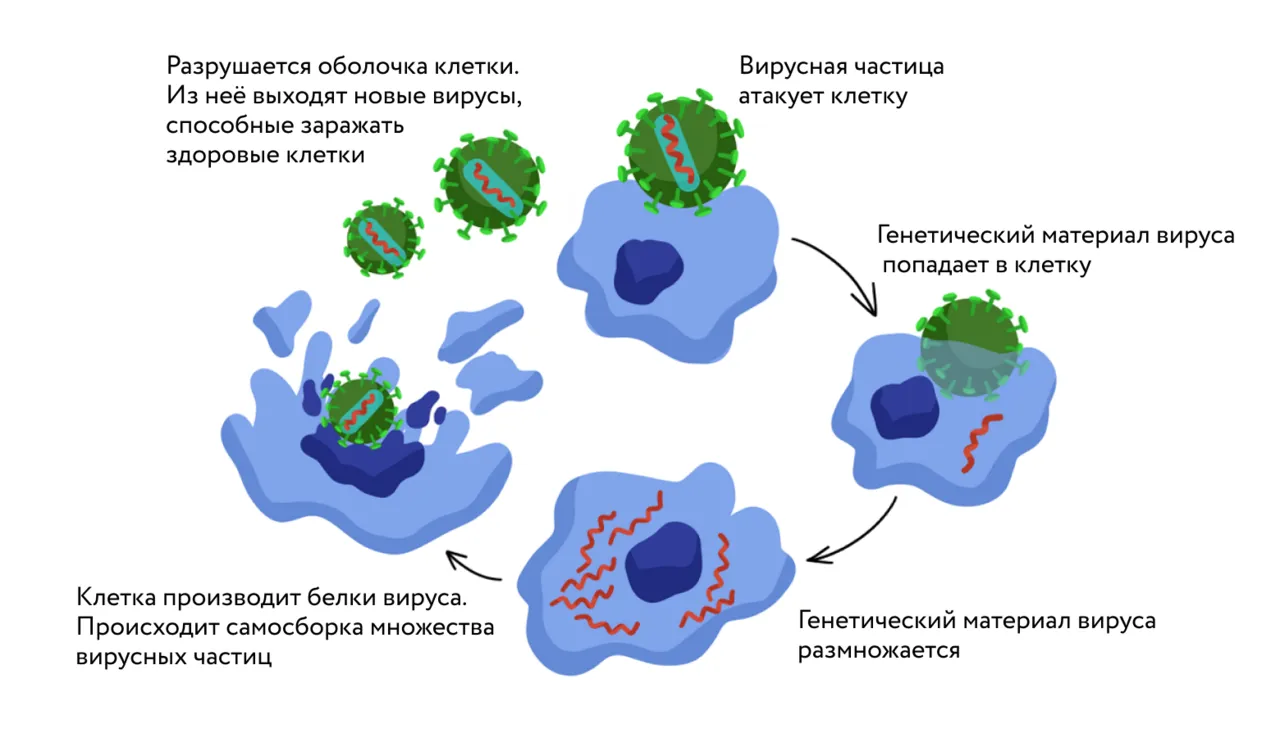 Разрушается оболочка клетки.
Из неё выходят новые вирусы,
способные заражать
здоровые клетки
Вирусная частица
атакует клетку
Генетический материал вируса
попадает в клетку
Генетический материал вируса
размножается
Клетка производит белки вируса.
Происходит самосборка множества
вирусных частиц